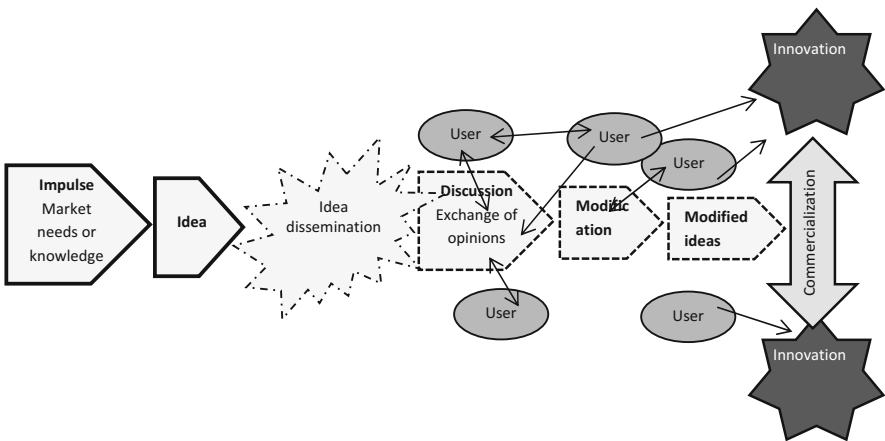 Impulse
Market
needs or
knowledge
Idea
Idea
dissemination
Discussion
Exchange of
opinions
User
User
User
User
Modific
ation
Modified
ideas
User
Innovation
Commercialization
Innovation